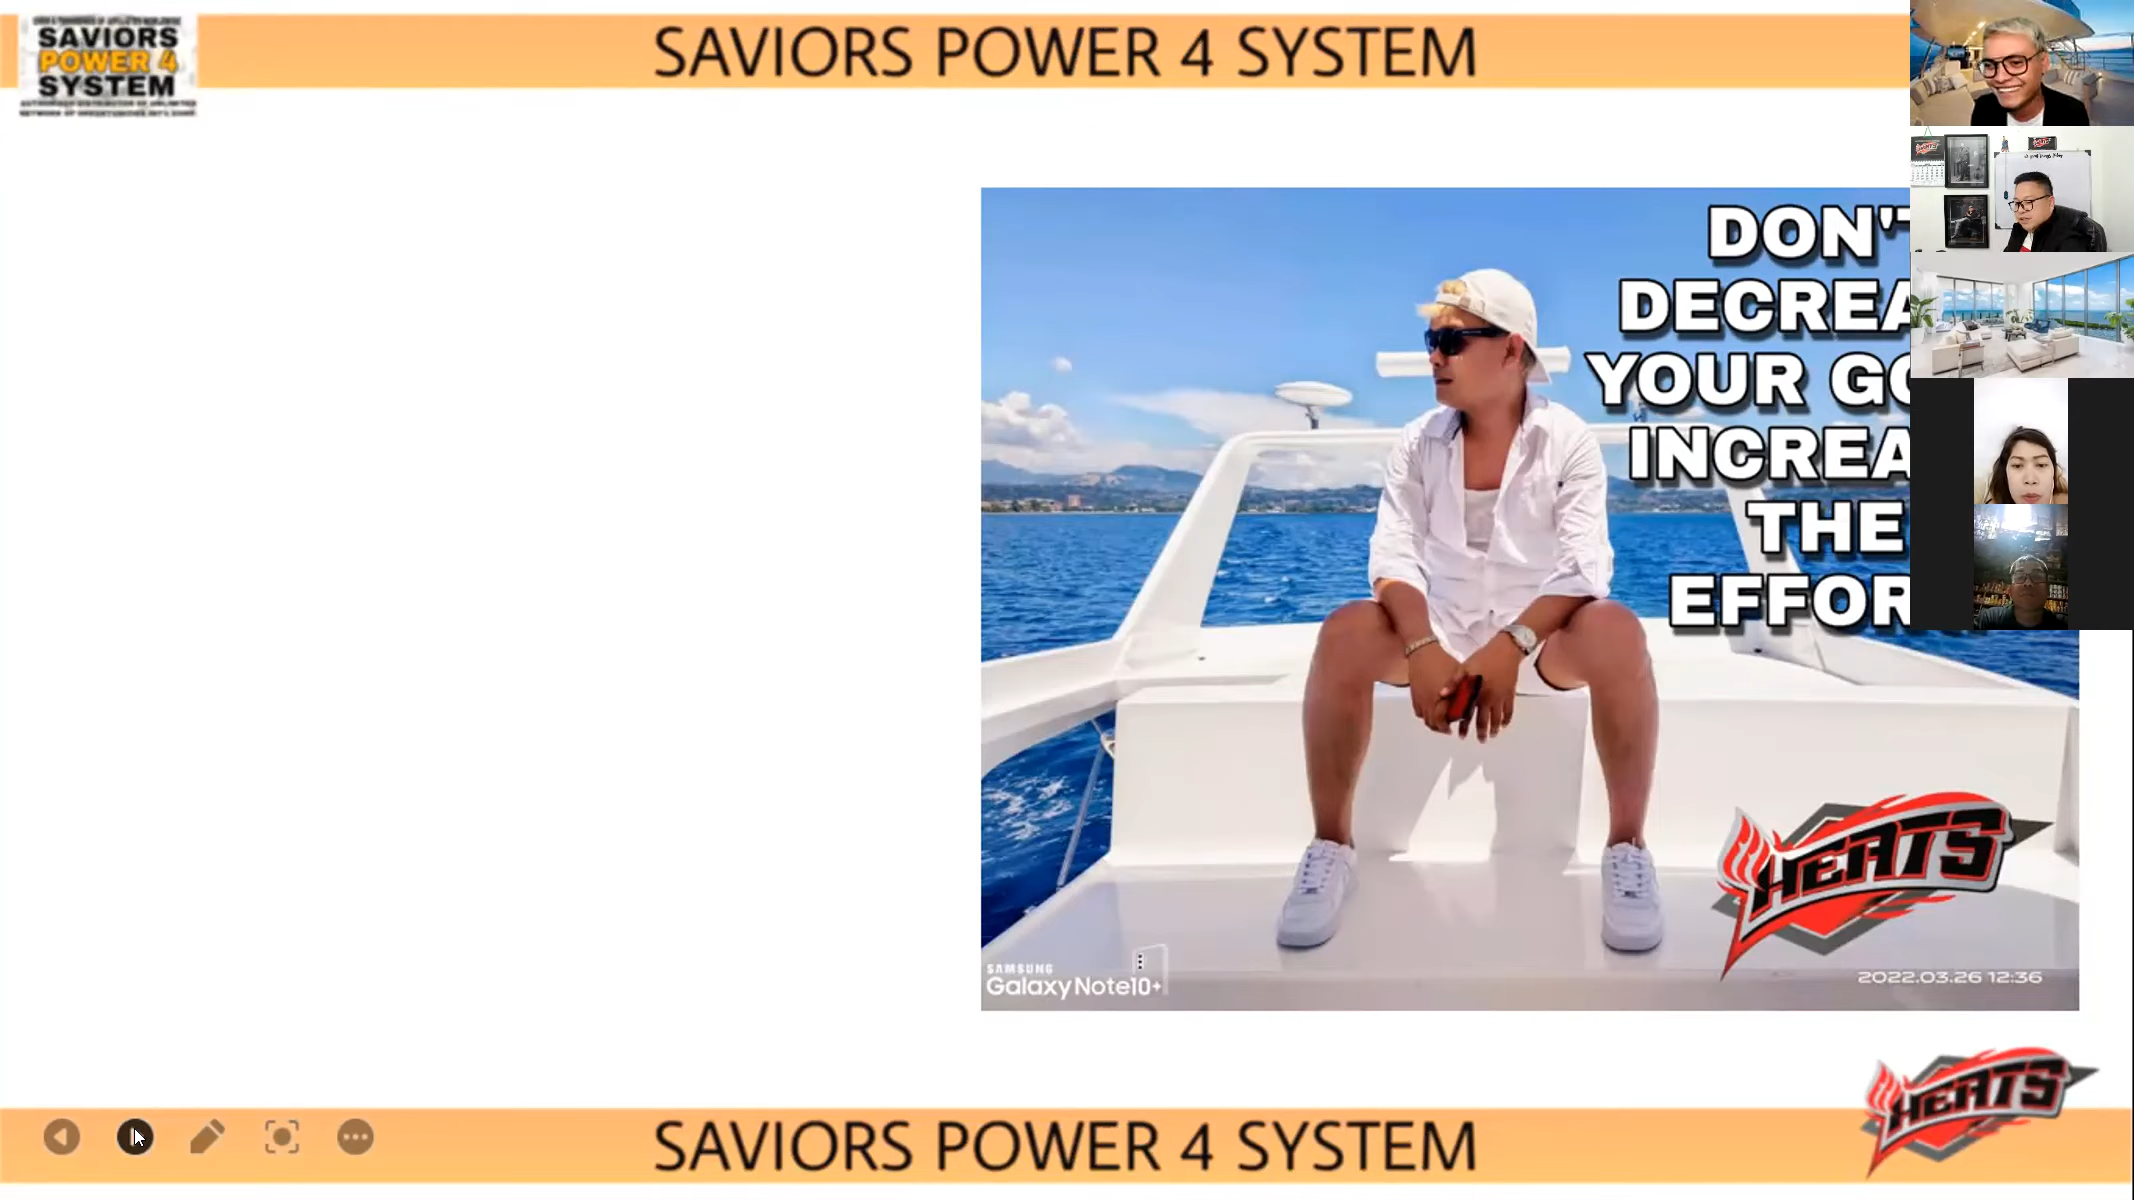 SAVIORS
POWER 4
SYSTEM
SAVIORS POWER 4 SYSTEM
DON'T
DECREA
YOUR GO
INCREA
THE
EFFOR
HEATS
SAMSUNG
Galaxy Note10+
2022.03.26 12:36
HEATS
SAVIORS POWER 4 SYSTEM